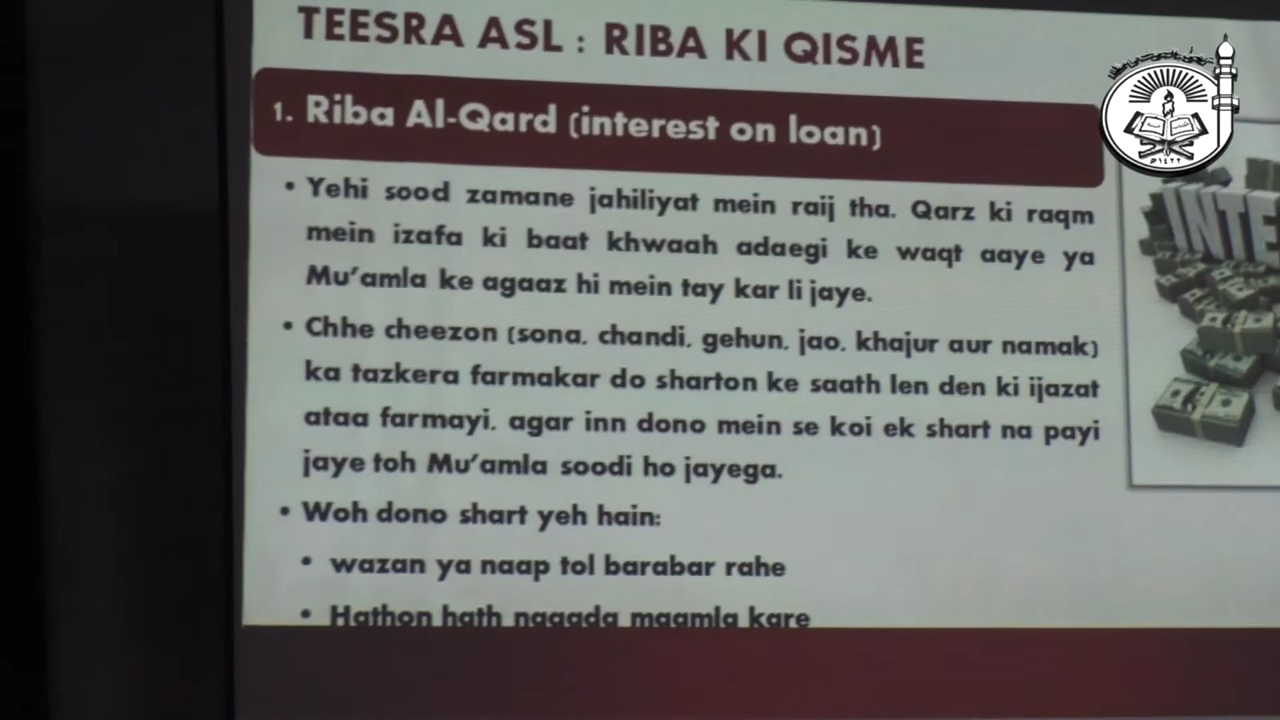 TEESRA ASL : RIBA KI QISME
1. Riba Al-Qard (interest on loan)
• Yehi sood zamane jahiliyat mein raij tha. Qarz ki raqm
mein izafa ki baat khwaah adaegi ke waqt aaye ya
Mu'amla ke agaaz hi mein tay kar li jaye.
• Chhe cheezon (sona, chandi, gehun, jao, khajur aur namak)
ka tazkera farmakar do sharton ke saath len den ki ijazat
ataa farmayi, agar inn dono mein se koi ek shart na payi
jaye toh Mu'amla soodi ho jayega.
• Woh dono shart yeh hain:
• wazan ya naap tol barabar rahe
• Hathon hath naqada maamla kare
INTE